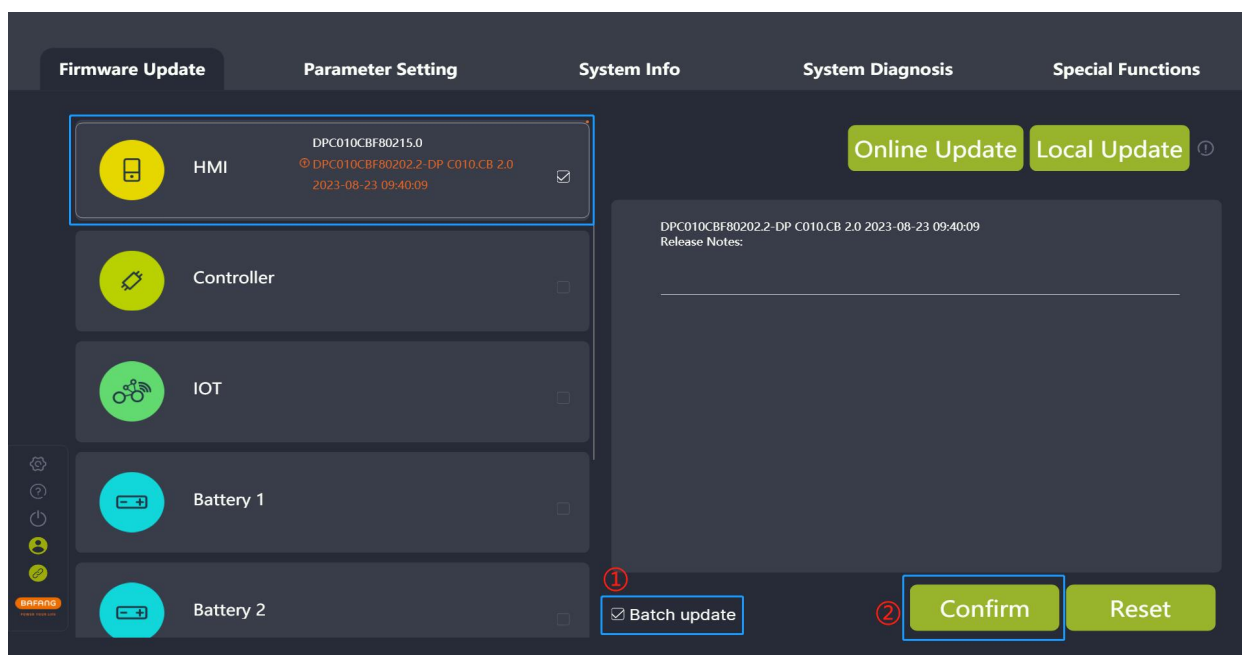 Firmware Update
Parameter Setting
System Info
System Diagnosis
Special Functions
HMI
DPC010CBF80215.0
DPC010CBF80202.2-DP C010.CB 2.0
2023-08-23 09:40:09
Online Update
Local Update
DPC010CBF80202.2-DP C010.CB 2.0 2023-08-23 09:40:09
Release Notes:
Controller
IOT
Battery 1
Battery 2
BAFANG
①
Batch update
②
Confirm
Reset